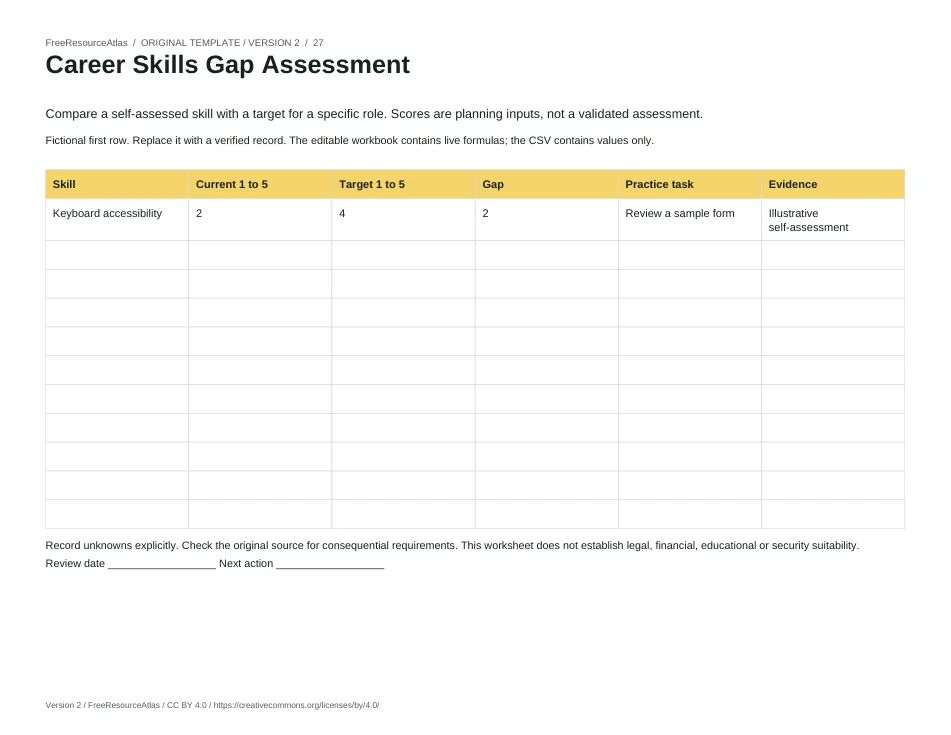 FreeResourceAtlas / ORIGINAL TEMPLATE / VERSION 2 / 27
Career Skills Gap Assessment
Compare a self-assessed skill with a target for a specific role. Scores are planning inputs, not a validated assessment.
Fictional first row. Replace it with a verified record. The editable workbook contains live formulas; the CSV contains values only.
Skill Current 1 to 5 Target 1 to 5 Gap Practice task Evidence
Keyboard accessibility 2 4 2 Review a sample form Illustrative
self-assessment
Record unknowns explicitly. Check the original source for consequential requirements. This worksheet does not establish legal, financial, educational or security suitability.
Review date __________________ Next action __________________
Version 2 / FreeResourceAtlas / CC BY 4.0 / https://creativecommons.org/licenses/by/4.0/